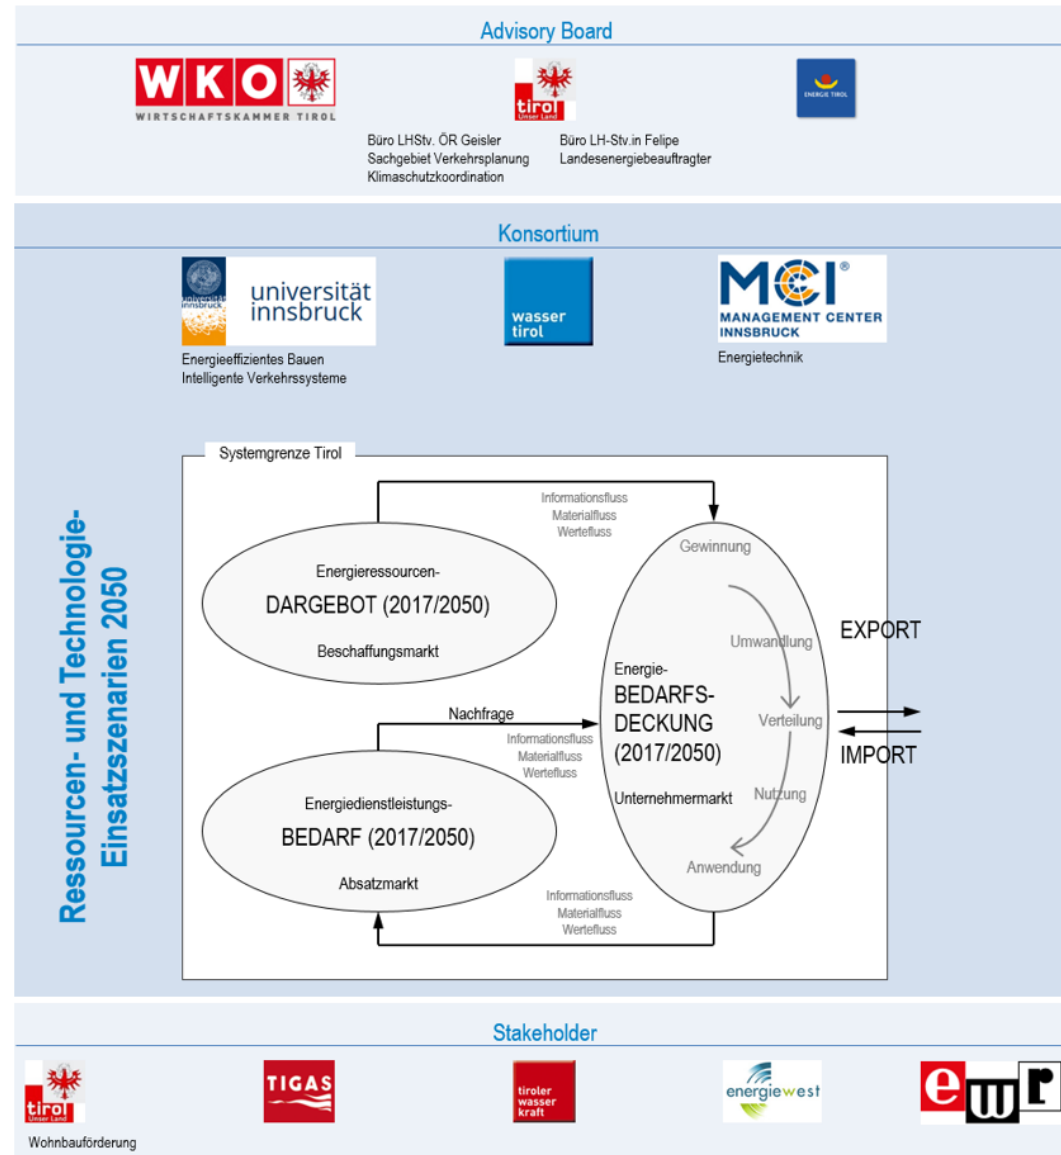 Advisory Board
WKO
WIRTSCHAFTSKAMMER TIROL
tirol
Unser Land
ENERGIE TIROL
Büro LHStv. ÖR Geisler
Sachgebiet Verkehrsplanung
Klimaschutzkoordination
Büro LH-Stv.in Felipe
Landesenergiebeauftragter
Konsortium
universität
innsbruck
universität
innsbruck
Energieeffizientes Bauen
Intelligente Verkehrssysteme
wasser
tirol
MCI®
MANAGEMENT CENTER
INNSBRUCK
Energietechnik
Ressourcen- und Technologie-
Einsatzszenarien 2050
Systemgrenze Tirol
Informationsfluss
Materialfluss
Wertefluss
Energieressourcen-
DARGEBOT (2017/2050)
Beschaffungsmarkt
Nachfrage
Informationsfluss
Materialfluss
Wertefluss
Energiedienstleistungs-
BEDARF (2017/2050)
Absatzmarkt
Informationsfluss
Materialfluss
Wertefluss
Gewinnung
Umwandlung
Energie-
BEDARFS-
DECKUNG
(2017/2050)
Verteilung
Unternehmermarkt
Nutzung
Anwendung
EXPORT
IMPORT
Stakeholder
tirol
Unser Land
Wohnbauförderung
TIGAS
tiroler
wasser
kraft
energiewest
ewr